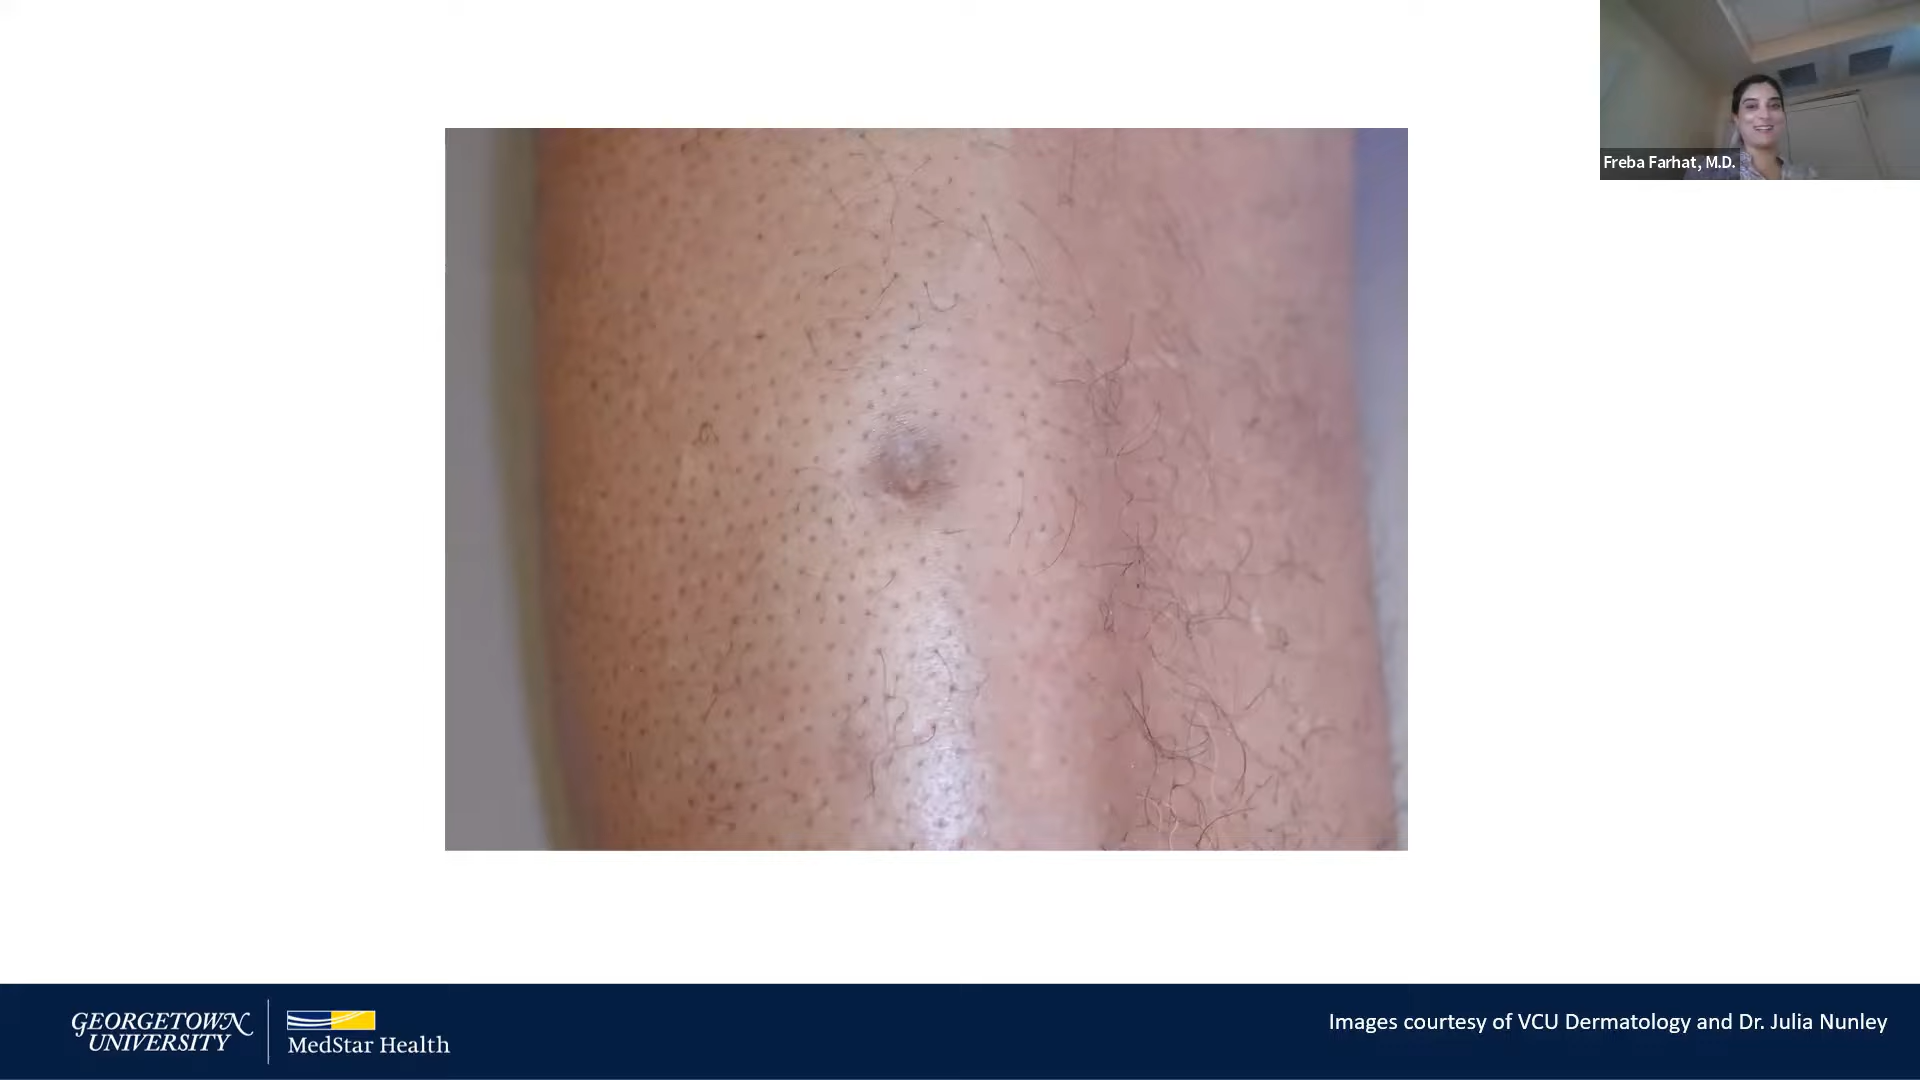 Freba Farhat, M.D.
GEORGETOWN
UNIVERSITY
MedStar Health
Images courtesy of VCU Dermatology and Dr. Julia Nunley